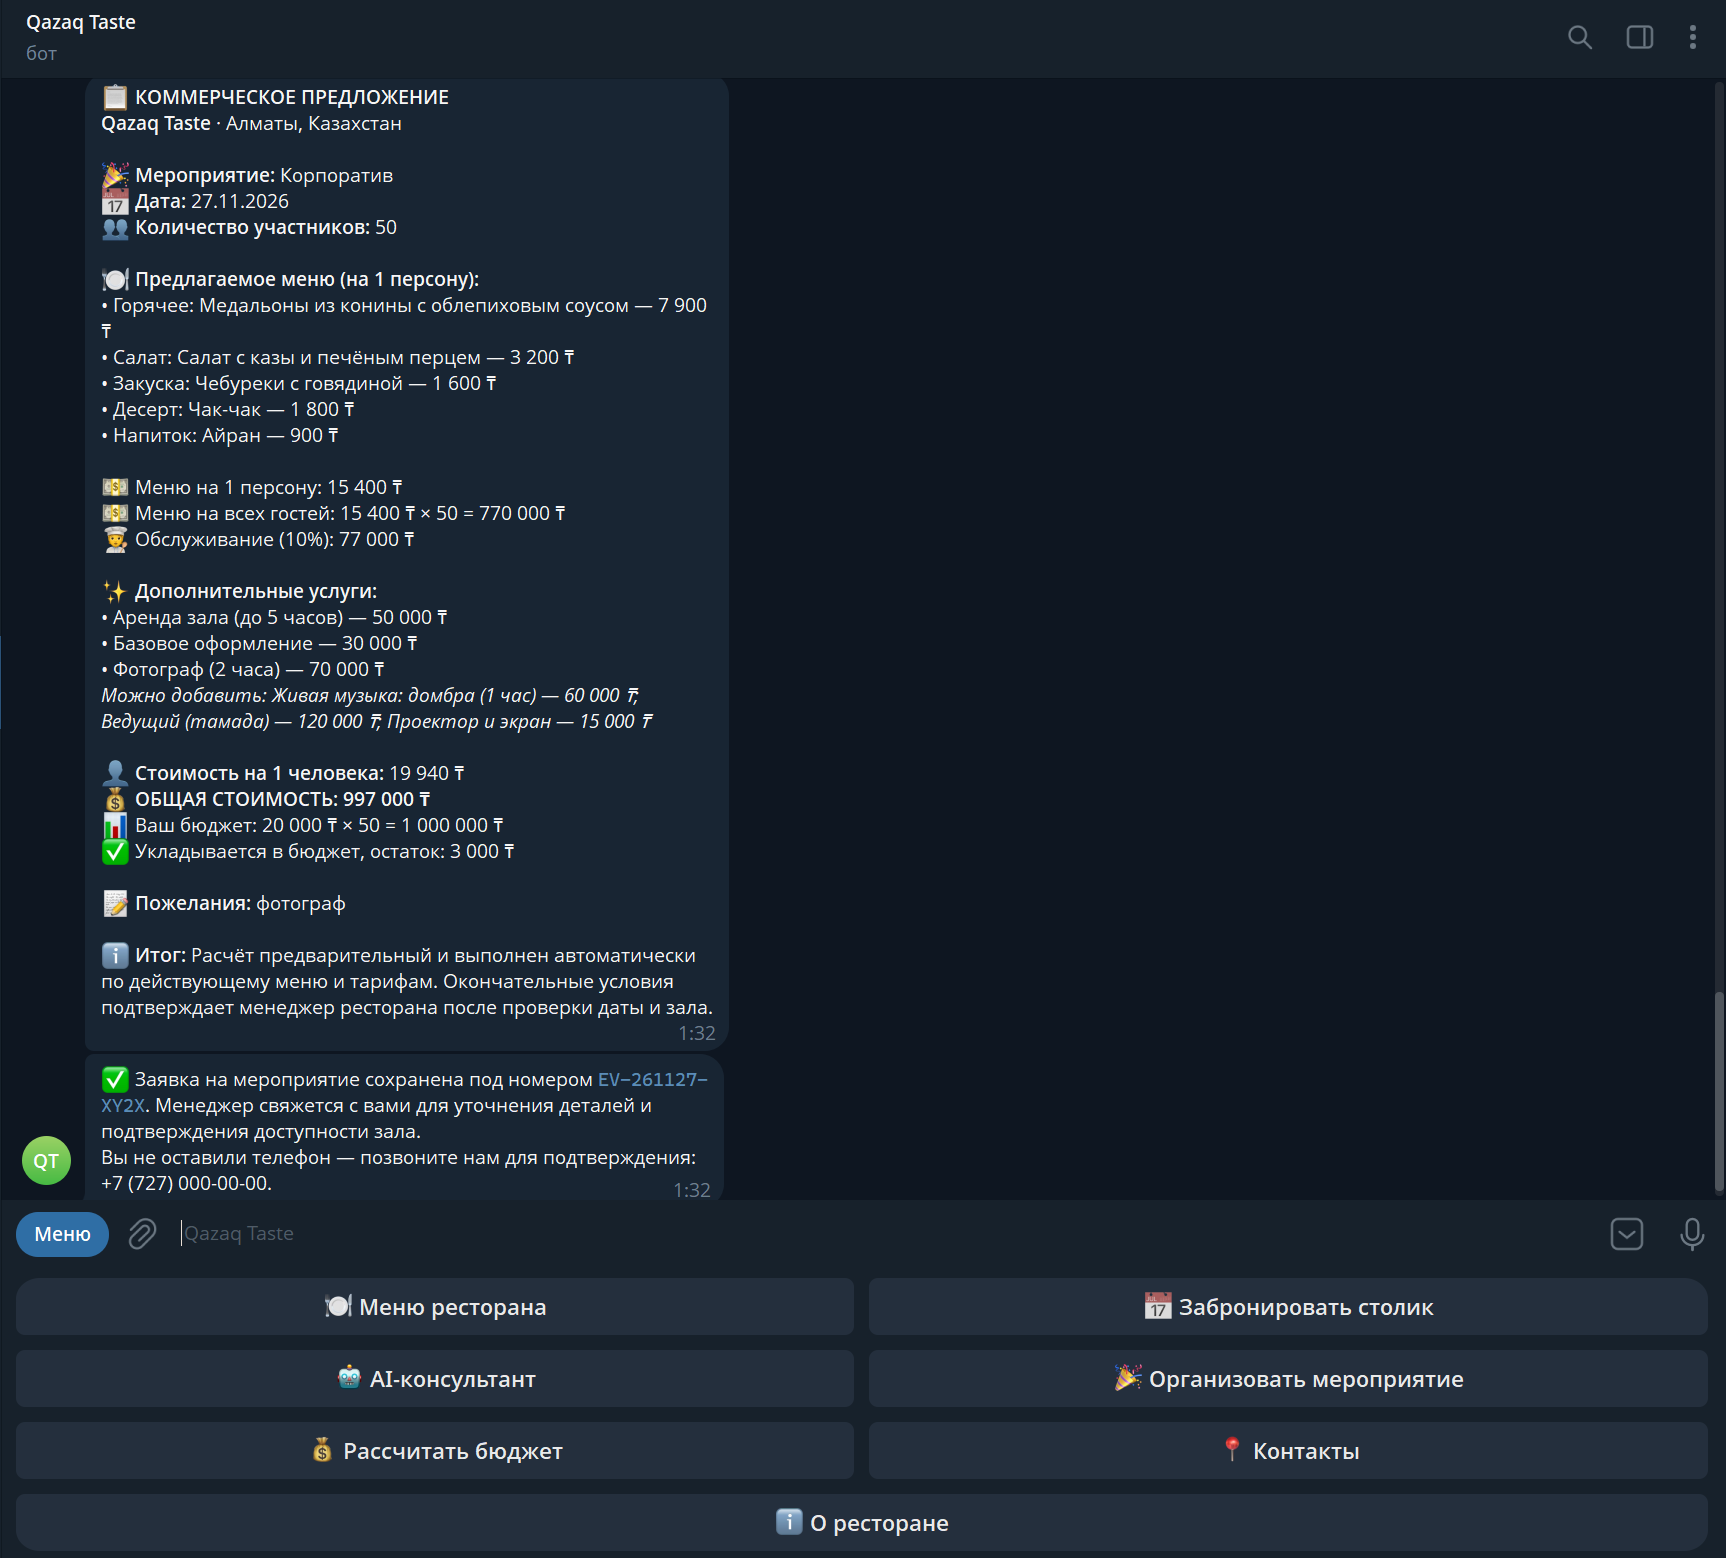 Qazaq Taste
бот
📋 КОММЕРЧЕСКОЕ ПРЕДЛОЖЕНИЕ
Qazaq Taste · Алматы, Казахстан
🎉 Мероприятие: Корпоратив
📅 Дата: 27.11.2026
👥 Количество участников: 50
🍽 Предлагаемое меню (на 1 персону):
• Горячее: Медальоны из конины с облепиховым соусом — 7 900
₸
• Салат: Салат с казы и печёным перцем — 3 200 ₸
• Закуска: Чебуреки с говядиной — 1 600 ₸
• Десерт: Чак-чак — 1 800 ₸
• Напиток: Айран — 900 ₸
💵 Меню на 1 персону: 15 400 ₸
💵 Меню на всех гостей: 15 400 ₸ × 50 = 770 000 ₸
👨‍🍳 Обслуживание (10%): 77 000 ₸
✨ Дополнительные услуги:
• Аренда зала (до 5 часов) — 50 000 ₸
• Базовое оформление — 30 000 ₸
• Фотограф (2 часа) — 70 000 ₸
Можно добавить: Живая музыка: домбра (1 час) — 60 000 ₸;
Ведущий (тамада) — 120 000 ₸; Проектор и экран — 15 000 ₸
👤 Стоимость на 1 человека: 19 940 ₸
💰 ОБЩАЯ СТОИМОСТЬ: 997 000 ₸
📊 Ваш бюджет: 20 000 ₸ × 50 = 1 000 000 ₸
✅ Укладывается в бюджет, остаток: 3 000 ₸
📝 Пожелания: фотограф
ℹ️ Итог: Расчёт предварительный и выполнен автоматически
по действующему меню и тарифам. Окончательные условия
подтверждает менеджер ресторана после проверки даты и зала.
1:32
✅ Заявка на мероприятие сохранена под номером EV-261127-
XY2X. Менеджер свяжется с вами для уточнения деталей и
подтверждения доступности зала.
Вы не оставили телефон — позвоните нам для подтверждения:
+7 (727) 000-00-00.
1:32
QT
Меню
Qazaq Taste
🍽 Меню ресторана
📅 Забронировать столик
🤖 AI-консультант
🎉 Организовать мероприятие
💰 Рассчитать бюджет
📍 Контакты
ℹ️ О ресторане